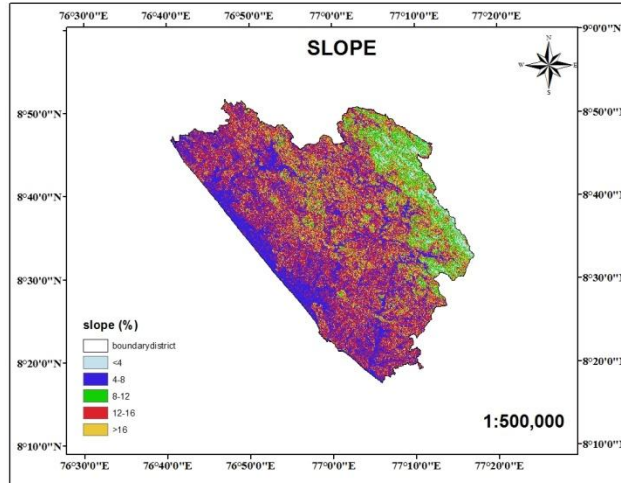 76°30'0"E 76°40'0"E 76°50'0"E 77°0'0"E 77°10'0"E 77°20'0"E
9°0'0"N
SLOPE
N
W E
S
8°50'0"N 8°50'0"N
8°40'0"N 8°40'0"N
8°30'0"N 8°30'0"N
slope (%)
boundarydistrict
<4
4-8
8-12
12-16
>16
8°20'0"N 8°20'0"N
1:500,000
8°10'0"N 8°10'0"N
76°30'0"E 76°40'0"E 76°50'0"E 77°0'0"E 77°10'0"E 77°20'0"E